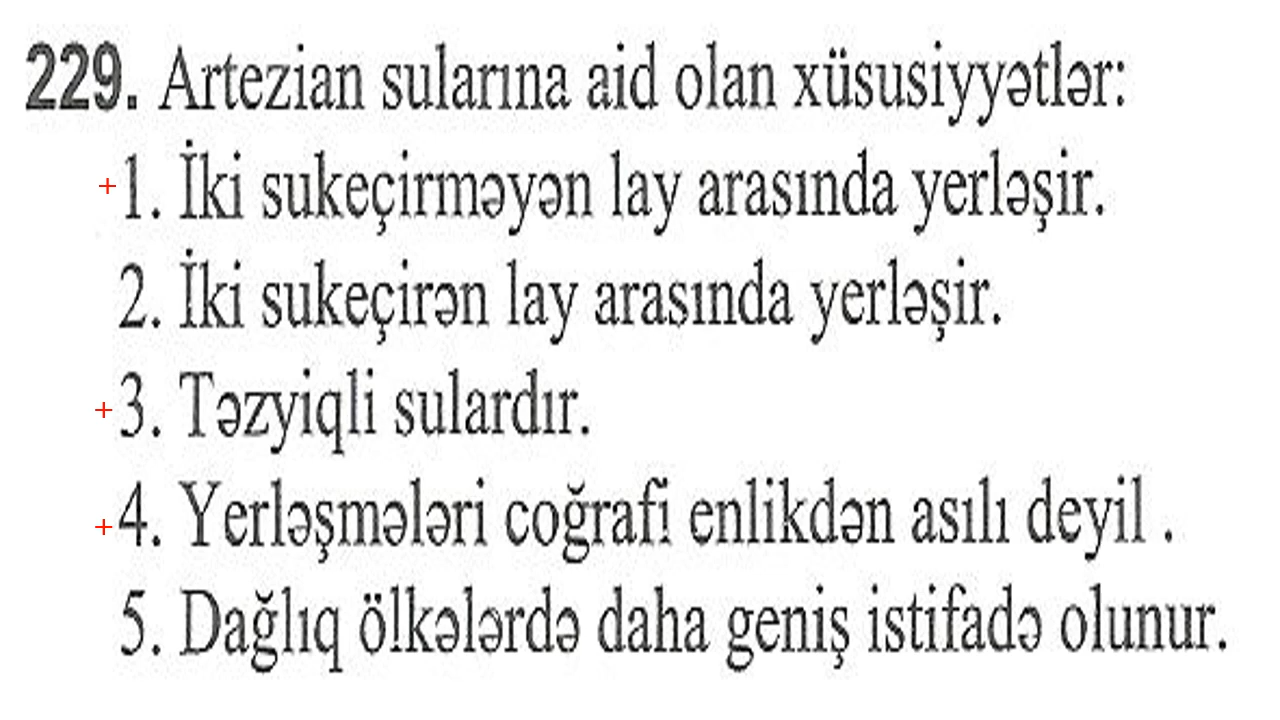 229. Artezian sularına aid olan xüsusiyyətlər:
+1. İki sukeçirməyən lay arasında yerləşir.
2. İki sukeçirən lay arasında yerləşir.
+3. Təzyiqli sulardır.
+4. Yerləşmələri coğrafi enlikdən asılı deyil .
5. Dağlıq ölkələrdə daha geniş istifadə olunur.